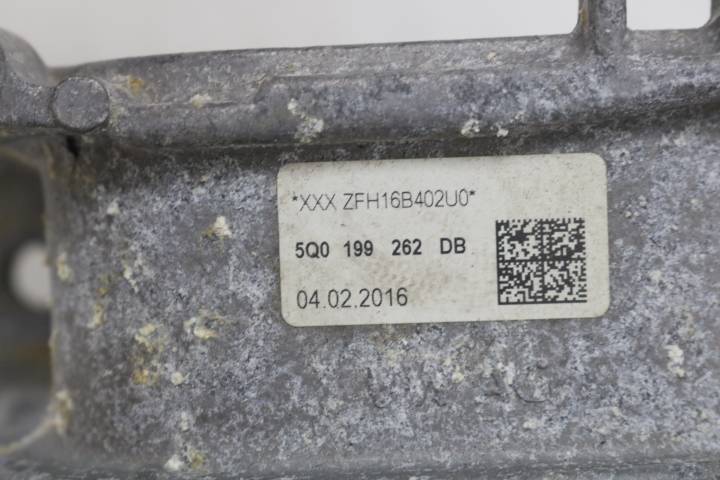 *XXX ZFH16B402U0*
5Q0 199 262 DB
04.02.2016